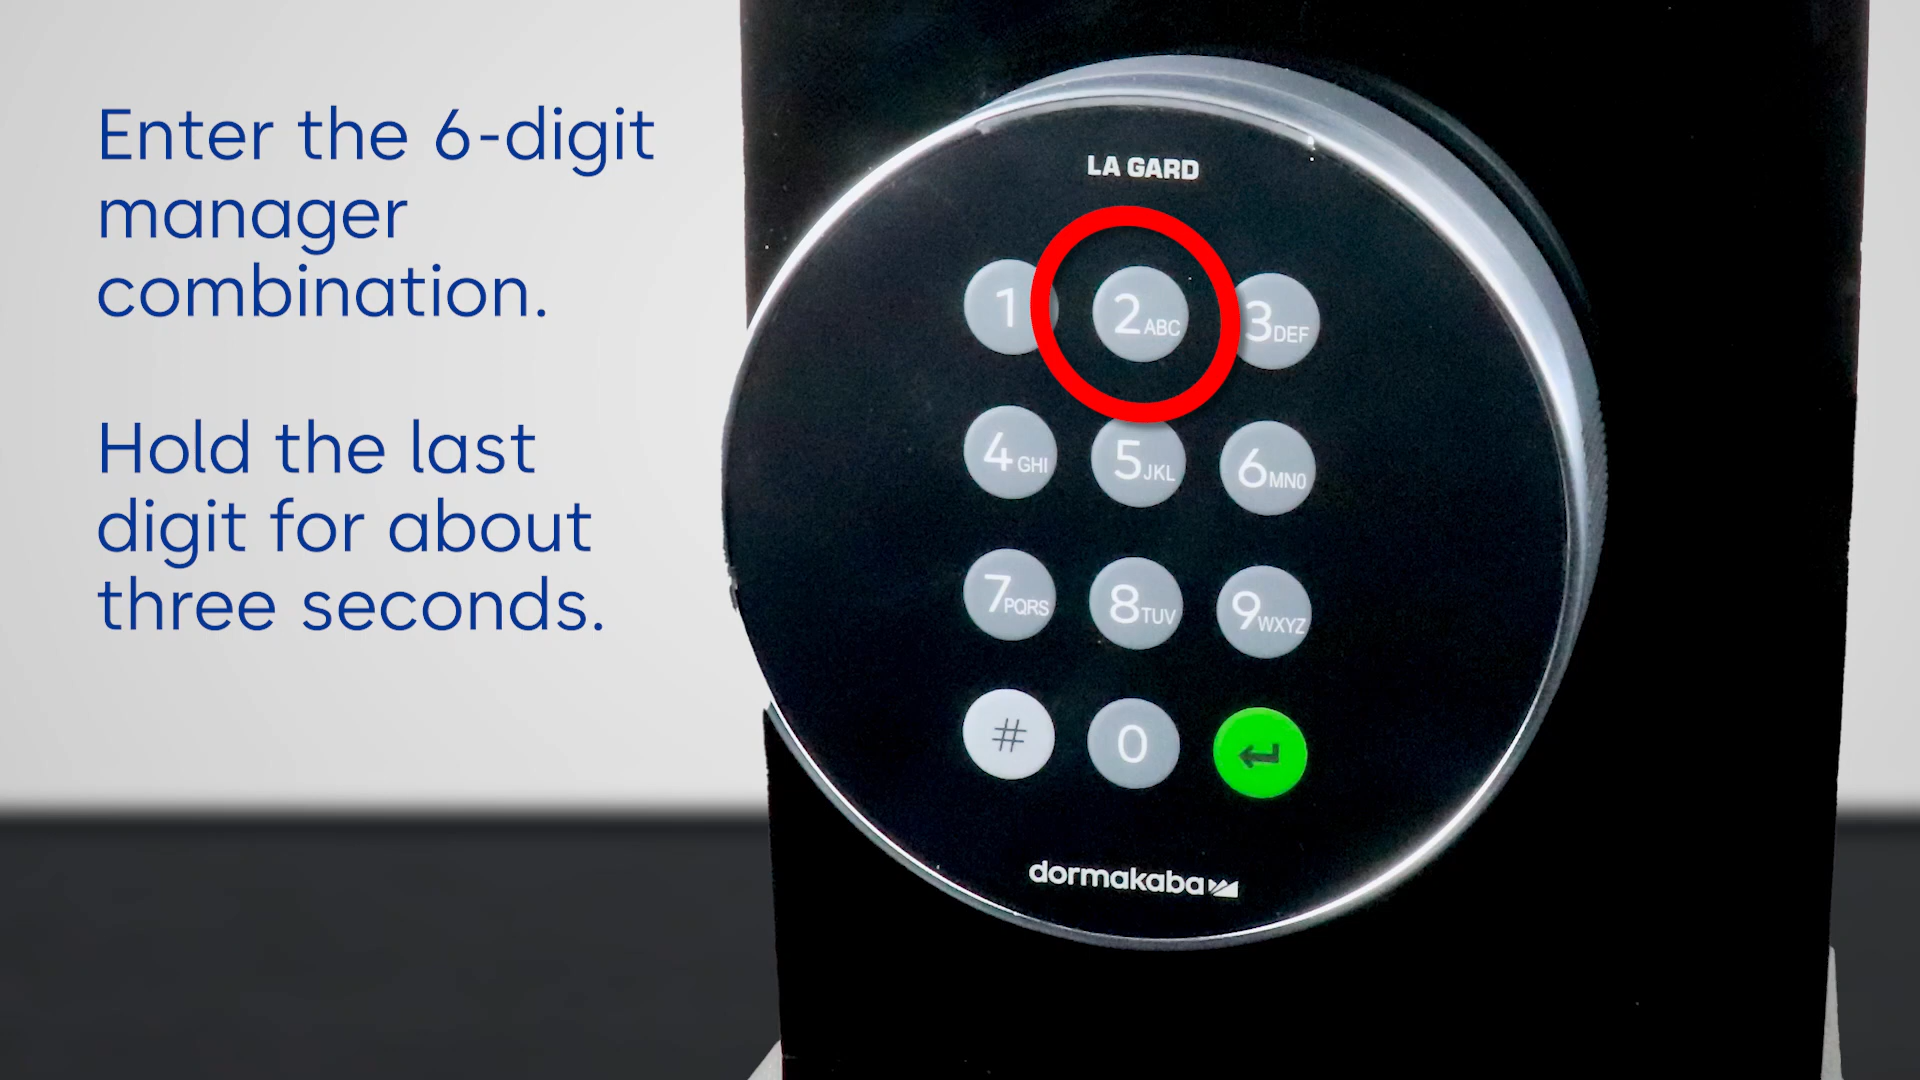 Enter the 6-digit
manager
combination.
Hold the last
digit for about
three seconds.
LA GARD
1 2ABC 3DEF
4GHI 5JKL 6MNO
7PQRS 8TUV 9WXYZ
# 0 ↵
dormakaba